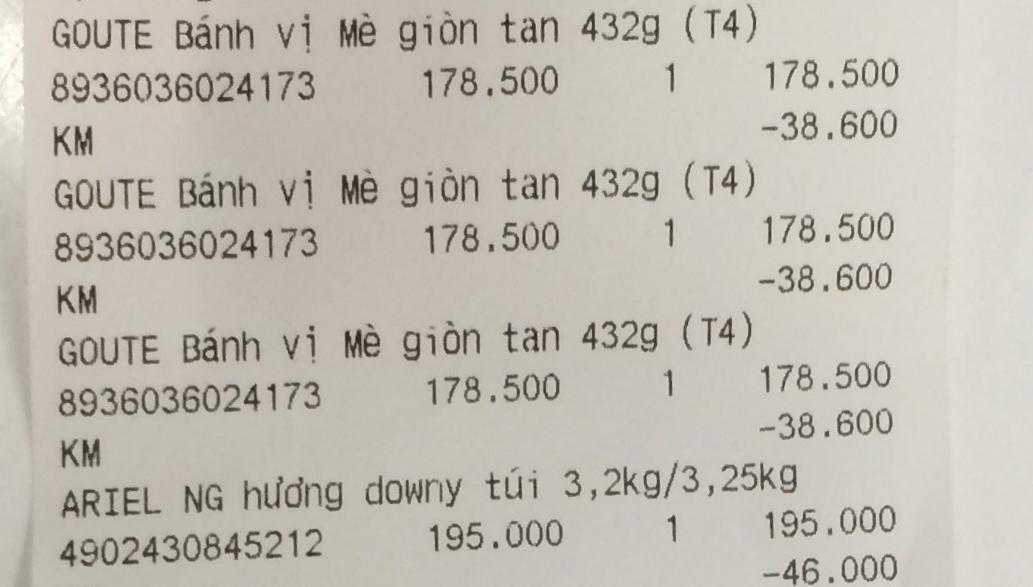 GOUTE Bánh vị Mè giòn tan 432g (T4)
8936036024173 178.500 1 178.500
KM -38.600
GOUTE Bánh vị Mè giòn tan 432g (T4)
8936036024173 178.500 1 178.500
KM -38.600
GOUTE Bánh vị Mè giòn tan 432g (T4)
8936036024173 178.500 1 178.500
KM -38.600
ARIEL NG hương downy túi 3,2kg/3,25kg
4902430845212 195.000 1 195.000
-46.000